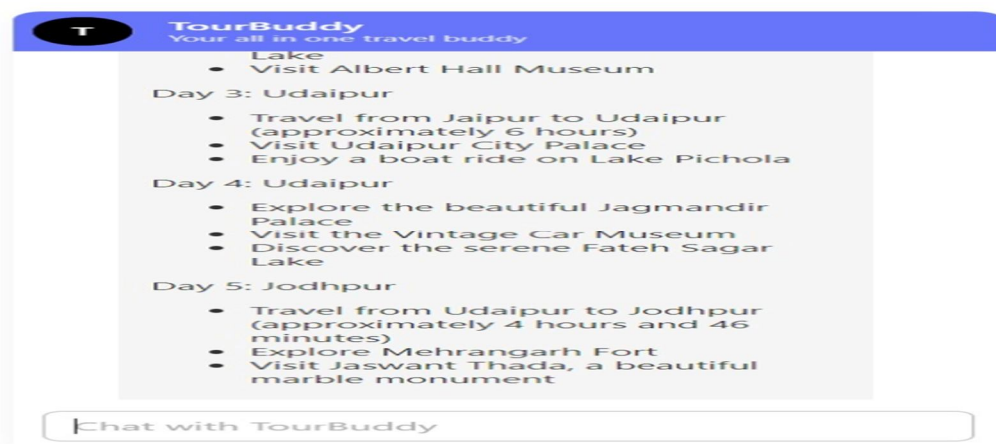 T
TourBuddy
Your all in one travel buddy
Lake
• Visit Albert Hall Museum
Day 3: Udaipur
• Travel from Jaipur to Udaipur
(approximately 6 hours)
• Visit Udaipur City Palace
• Enjoy a boat ride on Lake Pichola
Day 4: Udaipur
• Explore the beautiful Jagmandir
Palace
• Visit the Vintage Car Museum
• Discover the serene Fateh Sagar
Lake
Day 5: Jodhpur
• Travel from Udaipur to Jodhpur
(approximately 4 hours and 46
minutes)
• Explore Mehrangarh Fort
• Visit Jaswant Thada, a beautiful
marble monument
Chat with TourBuddy